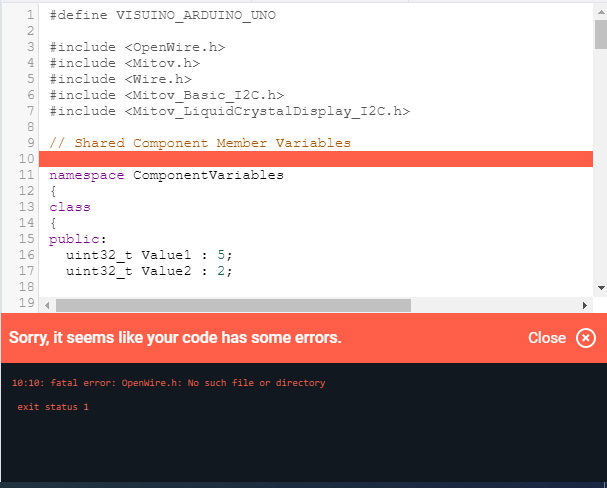 1 #define VISUINO_ARDUINO_UNO
2
3 #include <OpenWire.h>
4 #include <Mitov.h>
5 #include <Wire.h>
6 #include <Mitov_Basic_I2C.h>
7 #include <Mitov_LiquidCrystalDisplay_I2C.h>
8
9 // Shared Component Member Variables
10
11 namespace ComponentVariables
12 {
13 class
14 {
15 public:
16 uint32_t Value1 : 5;
17 uint32_t Value2 : 2;
18
19
Sorry, it seems like your code has some errors.
Close
10:10: fatal error: OpenWire.h: No such file or directory
exit status 1